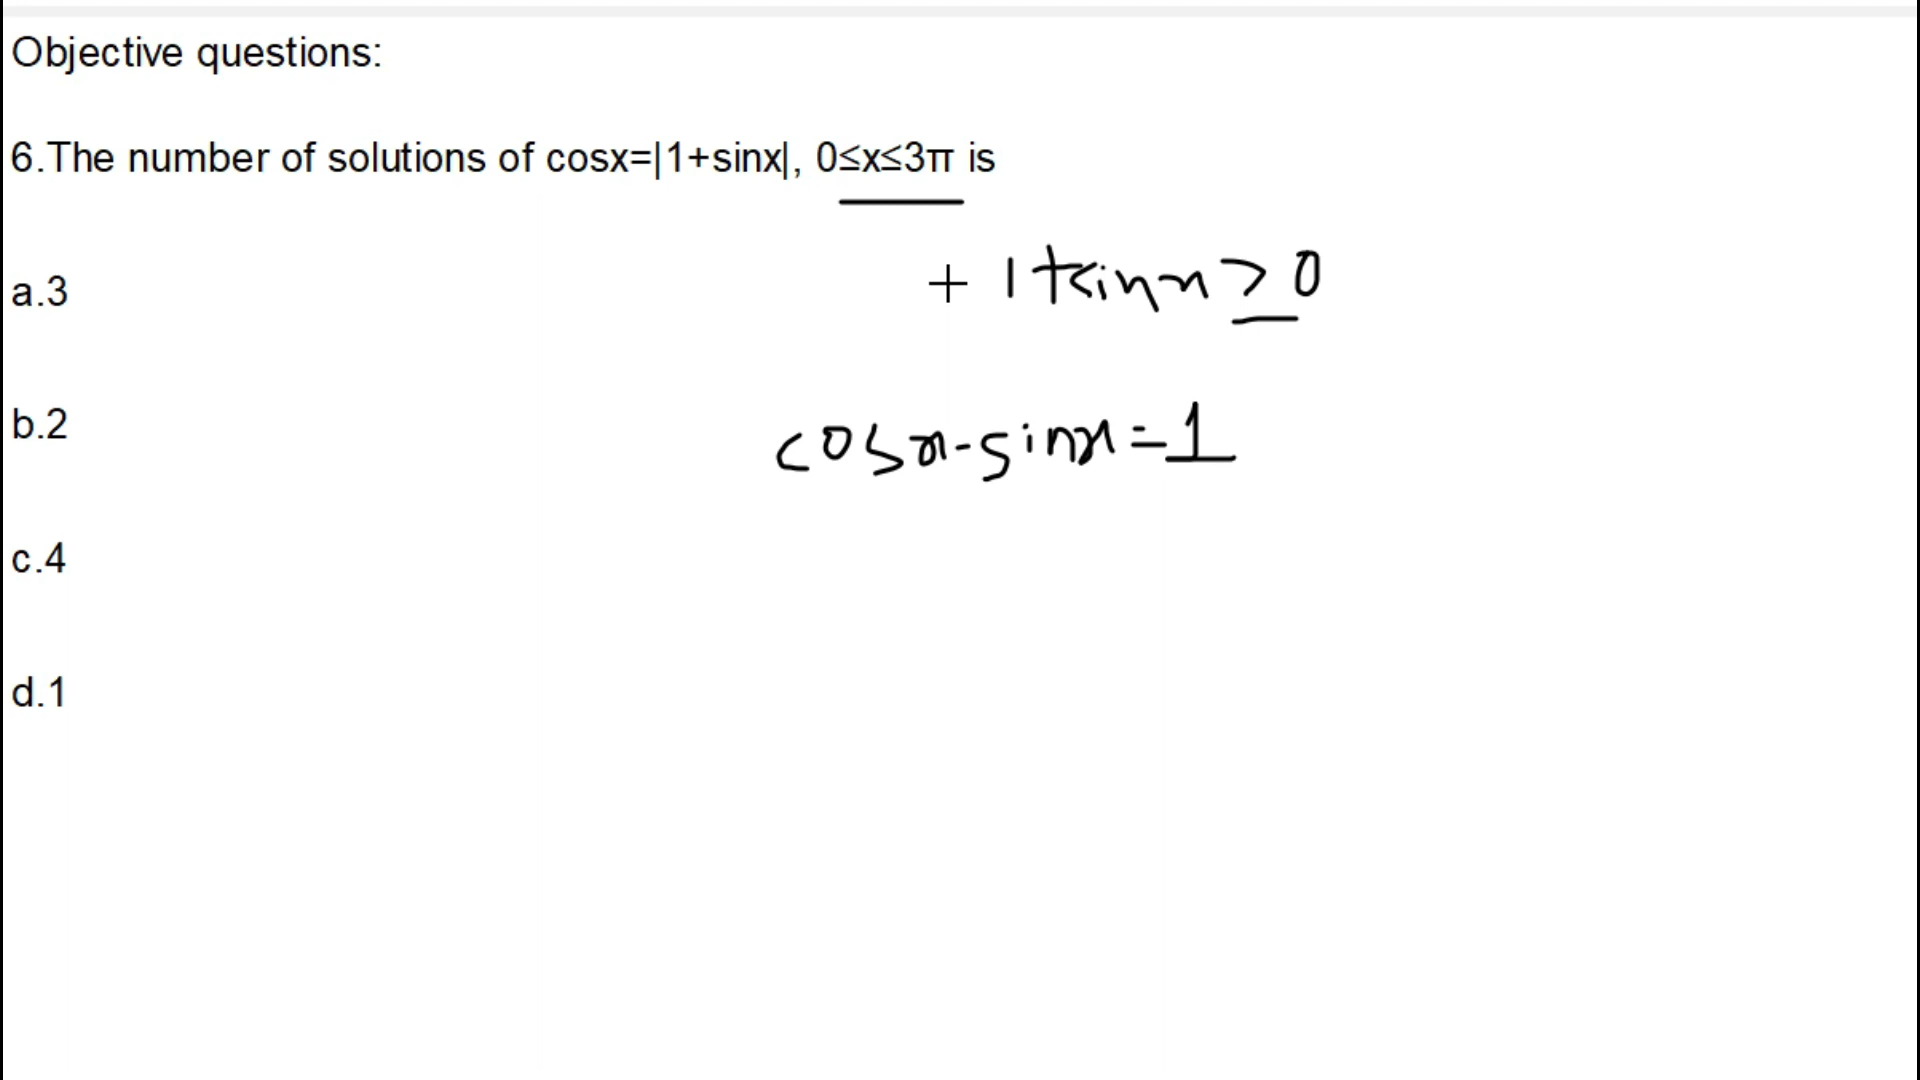 Objective questions:
6.The number of solutions of cosx=|1+sinx|, 0≤x≤3π is
1+sinx≥0
a.3
b.2
cosx-sinx=1
c.4
d.1